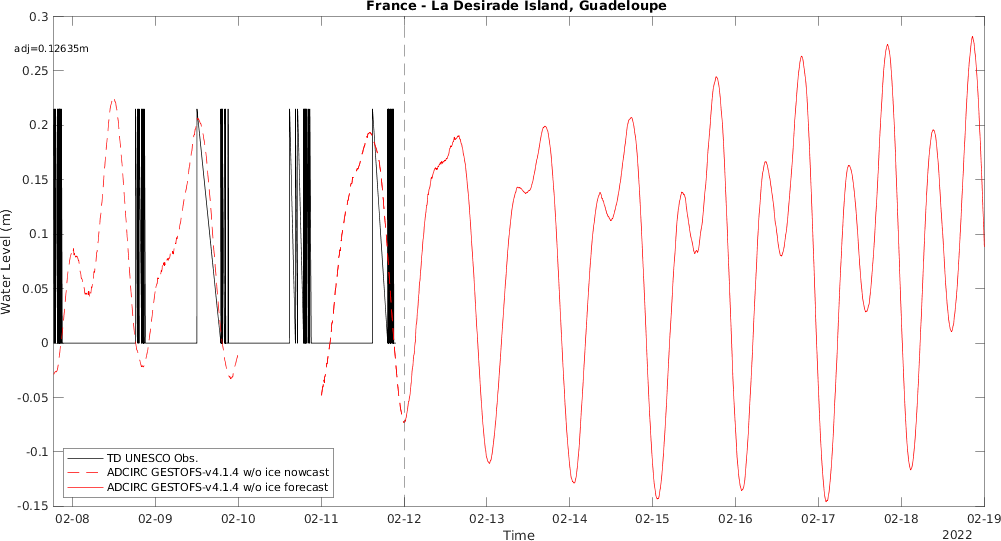 France - La Desirade Island, Guadeloupe
adj=0.12635m
0.3
0.25
0.2
0.15
0.1
0.05
0
-0.05
-0.1
-0.15
Water Level (m)
TD UNESCO Obs.
ADCIRC GESTOFS-v4.1.4 w/o ice nowcast
ADCIRC GESTOFS-v4.1.4 w/o ice forecast
02-08 02-09 02-10 02-11 02-12 02-13 02-14 02-15 02-16 02-17 02-18 02-19
Time
2022